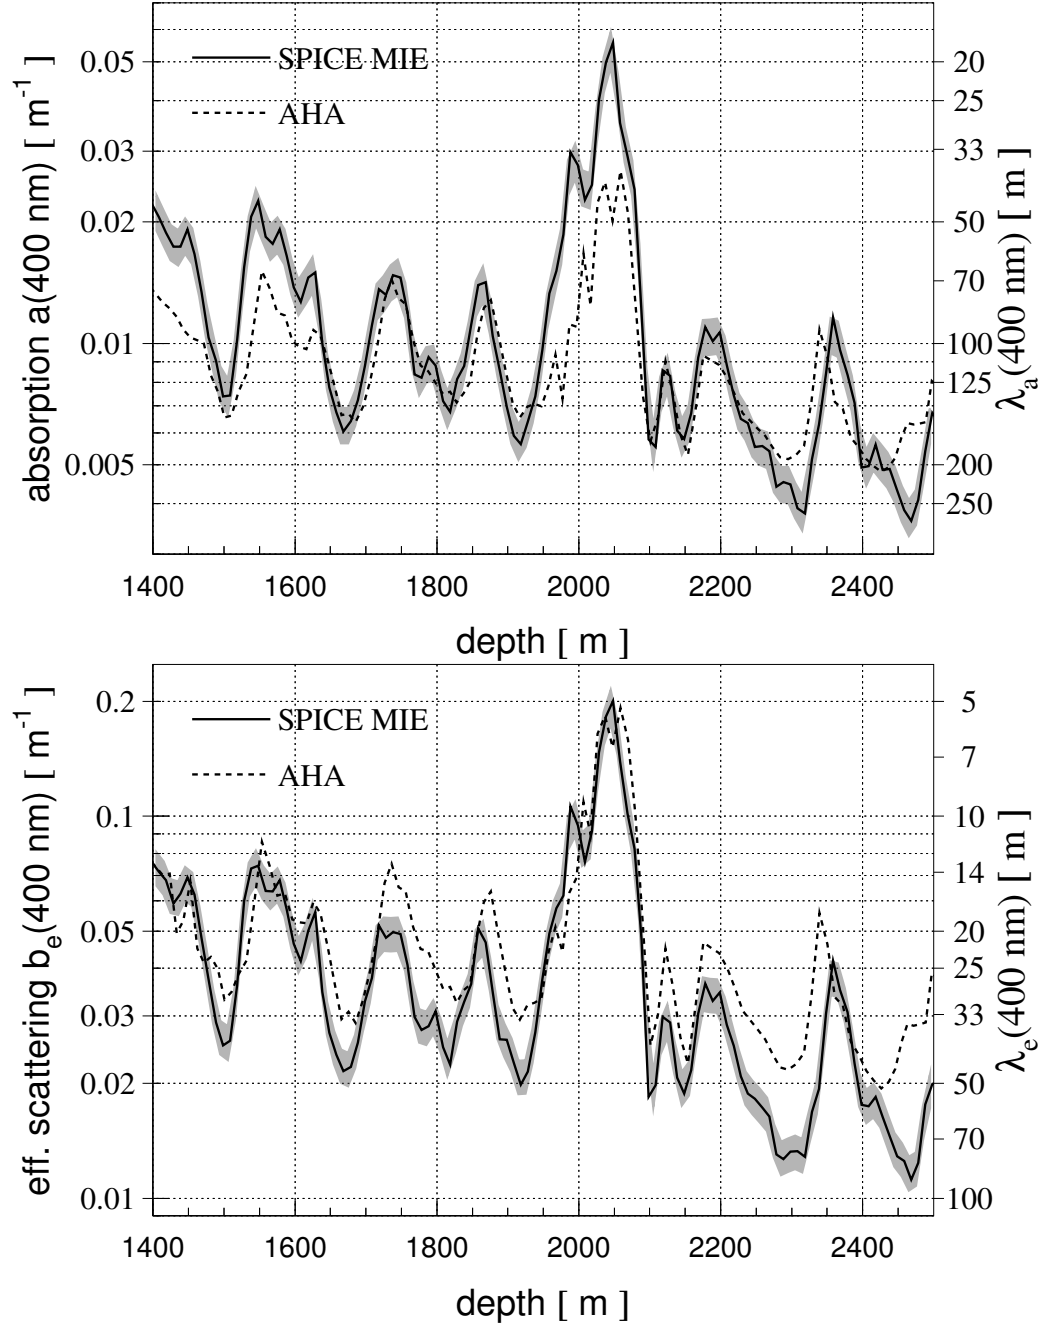 absorption a(400 nm) [ m-1 ]
0.05
0.03
0.02
0.01
0.005
SPICE MIE
AHA
20
25
33
50
70
100
125
200
250
λa(400 nm) [ m ]
1400 1600 1800 2000 2200 2400
depth [ m ]
eff. scattering be(400 nm) [ m-1 ]
0.2
0.1
0.05
0.03
0.02
0.01
SPICE MIE
AHA
5
7
10
14
20
25
33
50
70
100
λe(400 nm) [ m ]
1400 1600 1800 2000 2200 2400
depth [ m ]